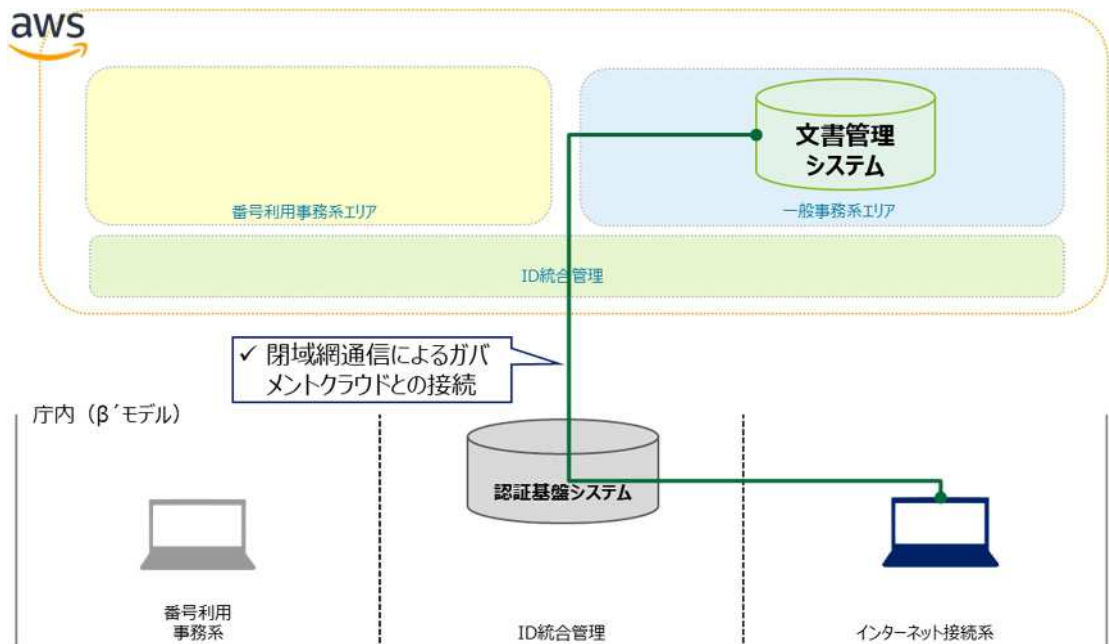 aws
文書管理
システム
番号利用事務系エリア
一般事務系エリア
ID統合管理
✓ 閉域網通信によるガバ
メントクラウドとの接続
庁内（β´モデル）
認証基盤システム
番号利用
事務系
ID統合管理
インターネット接続系